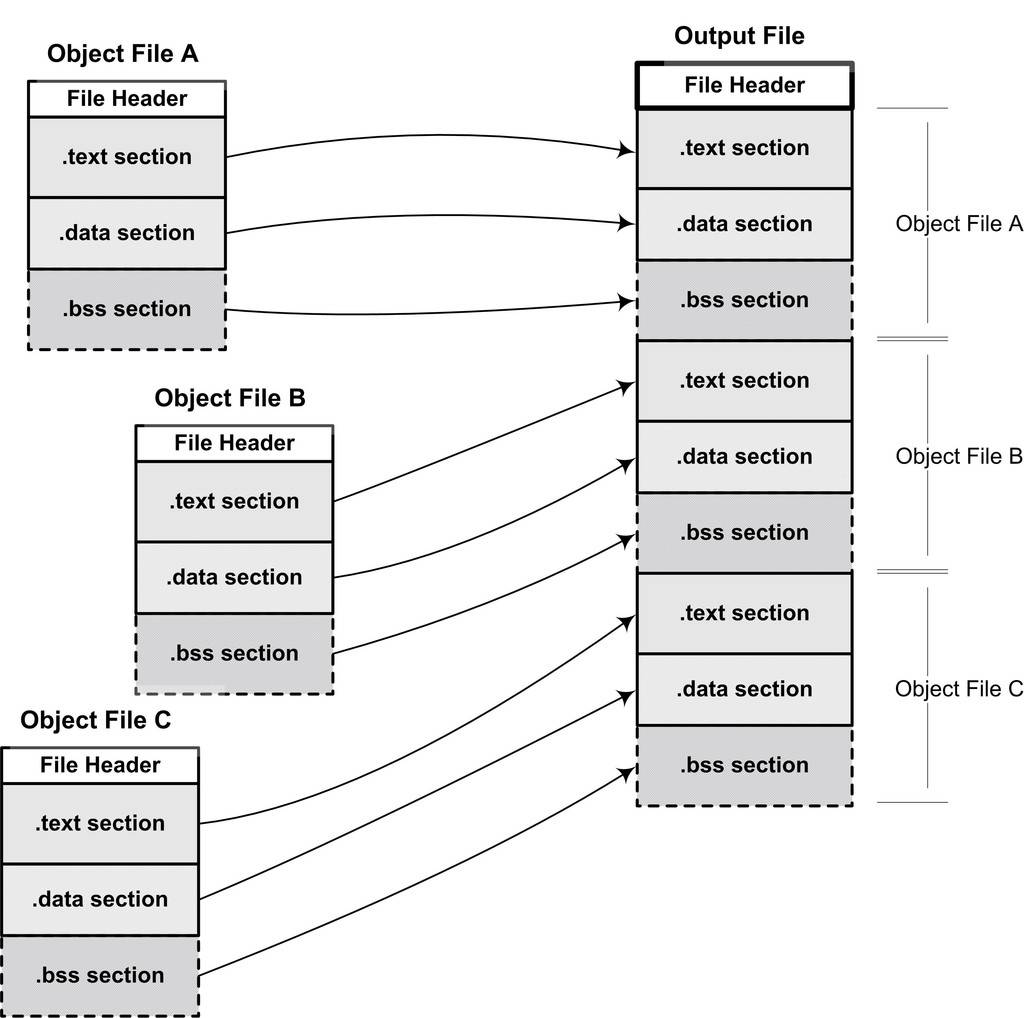 Object File A
File Header
.text section
.data section
.bss section
Object File B
File Header
.text section
.data section
.bss section
Object File C
File Header
.text section
.data section
.bss section
Output File
File Header
.text section
.data section
.bss section
.text section
.data section
.bss section
.text section
.data section
.bss section
Object File A
Object File B
Object File C